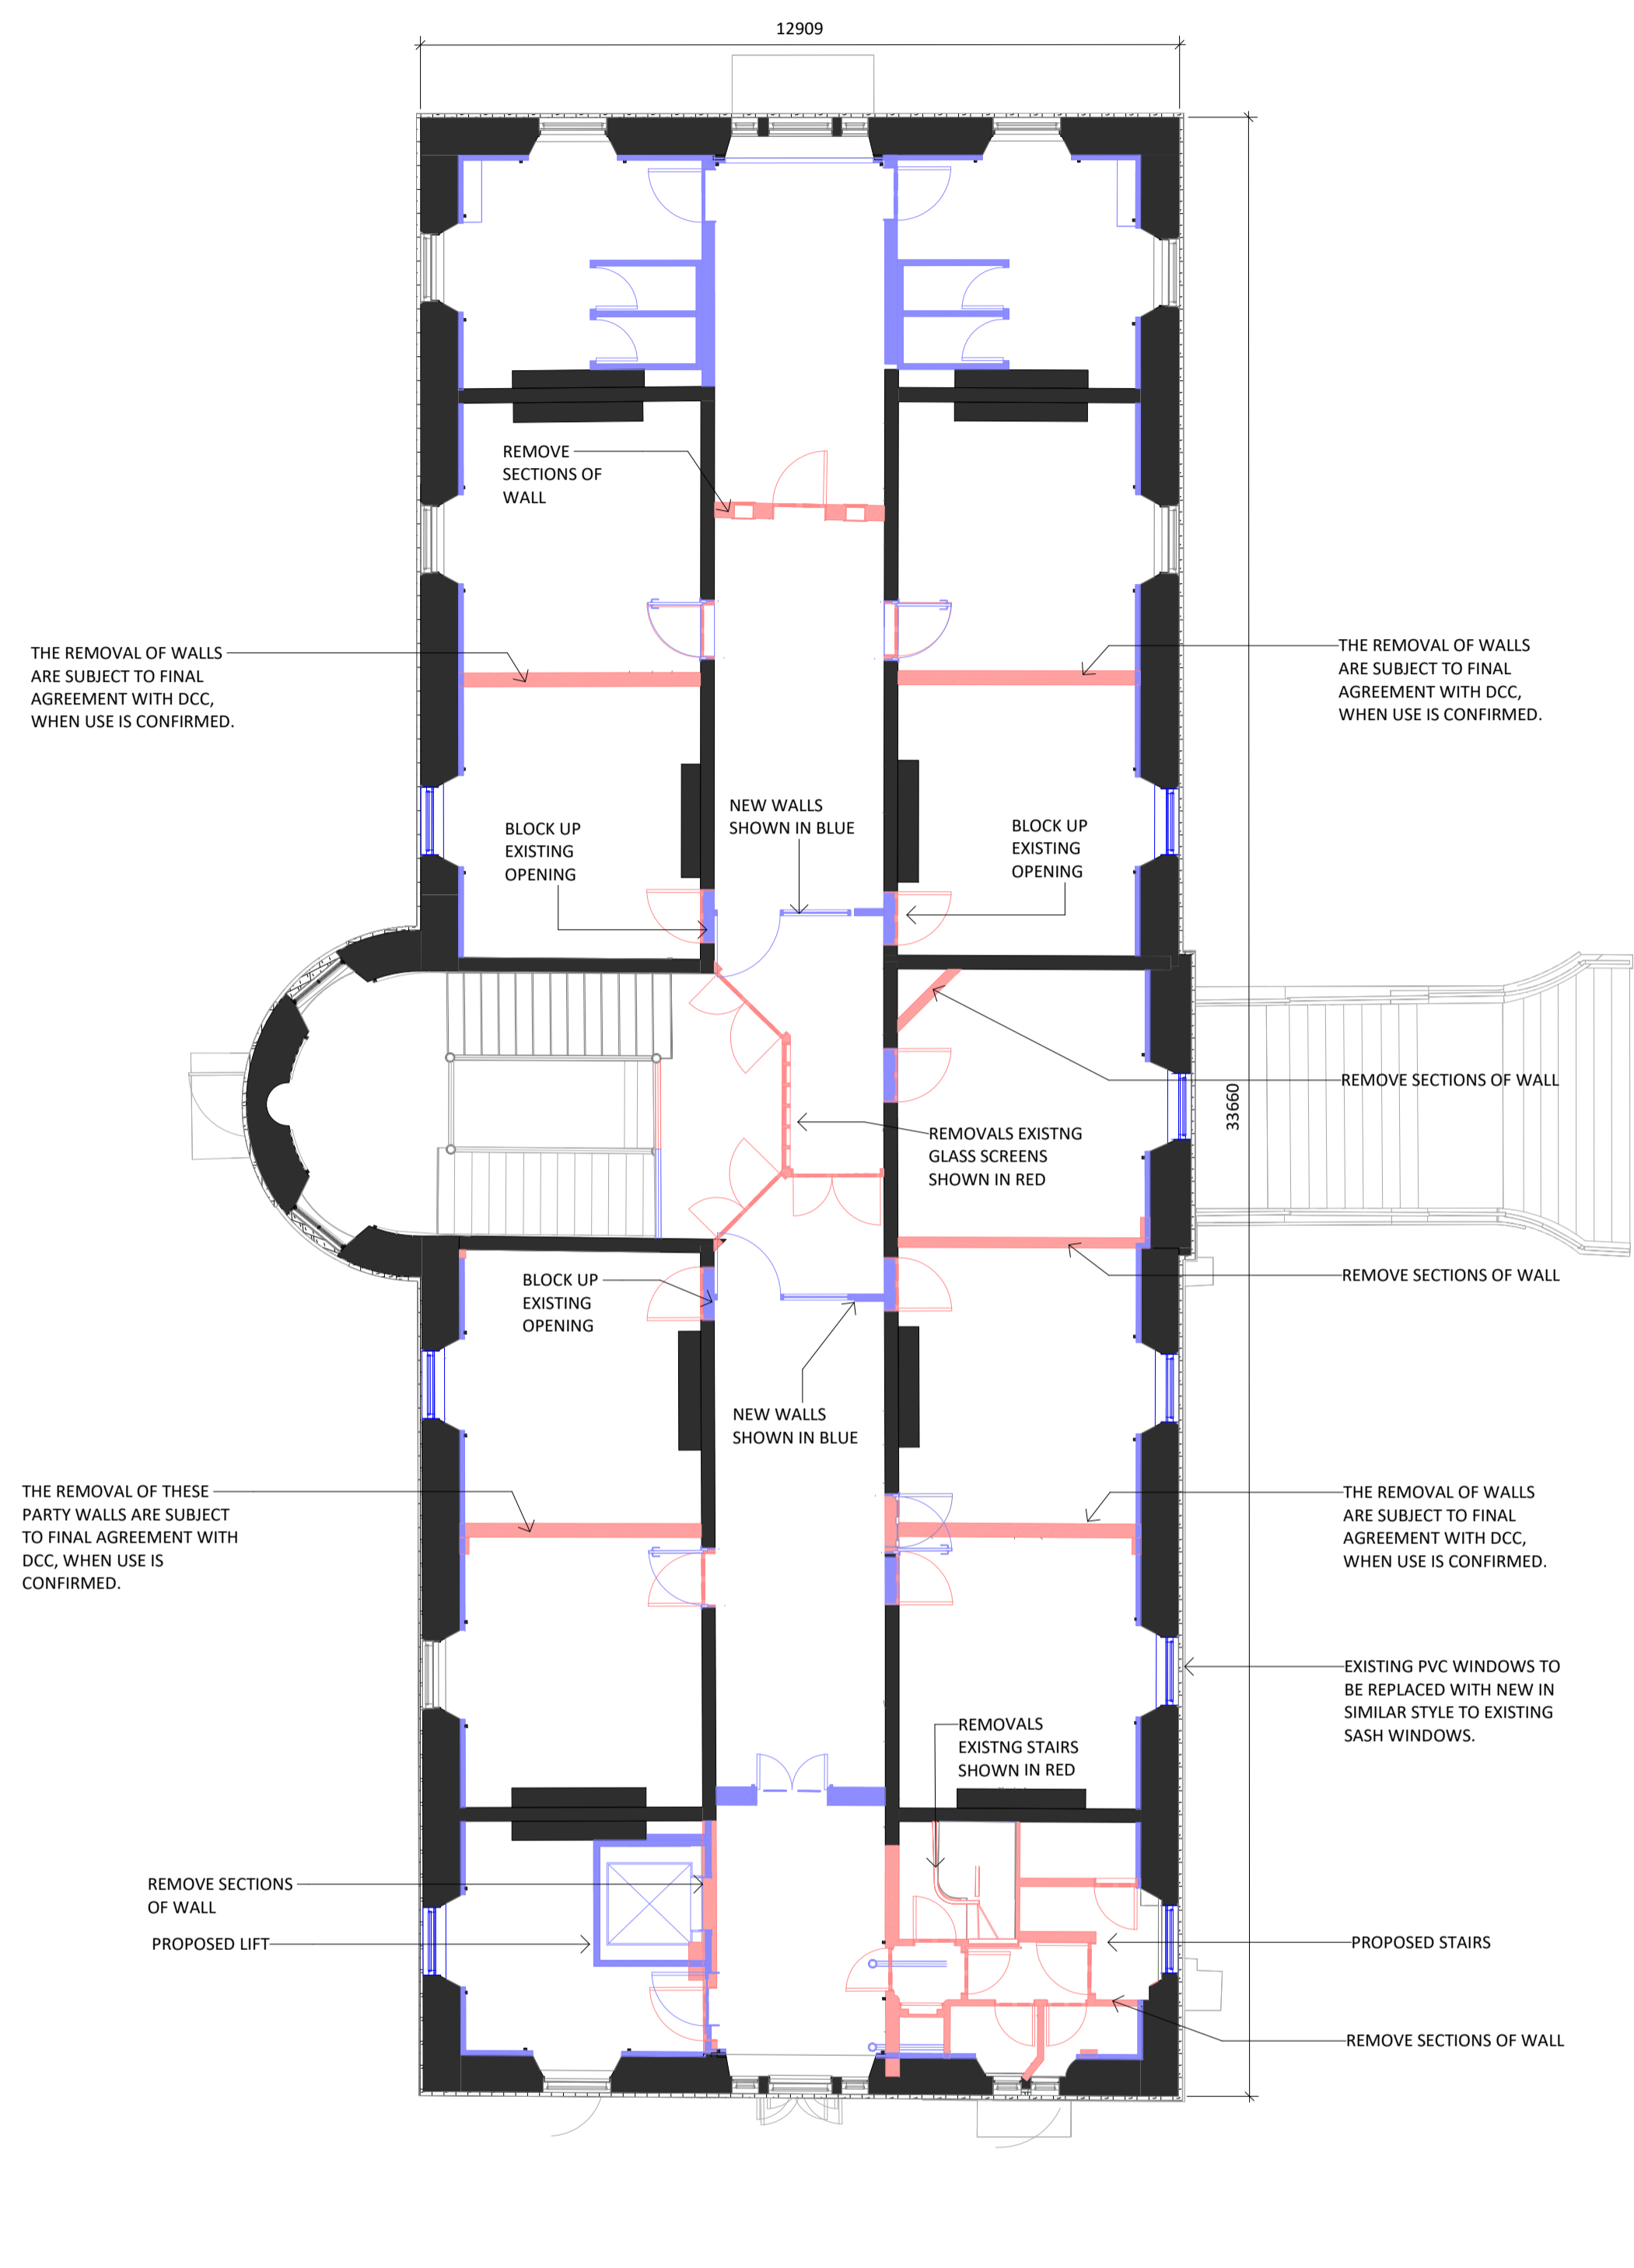 12909
REMOVE
SECTIONS OF
WALL
THE REMOVAL OF WALLS
ARE SUBJECT TO FINAL
AGREEMENT WITH DCC,
WHEN USE IS CONFIRMED.
THE REMOVAL OF WALLS
ARE SUBJECT TO FINAL
AGREEMENT WITH DCC,
WHEN USE IS CONFIRMED.
NEW WALLS
SHOWN IN BLUE
BLOCK UP
EXISTING
OPENING
BLOCK UP
EXISTING
OPENING
REMOVE SECTIONS OF WALL
33660
REMOVALS EXISTNG
GLASS SCREENS
SHOWN IN RED
REMOVE SECTIONS OF WALL
BLOCK UP
EXISTING
OPENING
NEW WALLS
SHOWN IN BLUE
THE REMOVAL OF THESE
PARTY WALLS ARE SUBJECT
TO FINAL AGREEMENT WITH
DCC, WHEN USE IS
CONFIRMED.
THE REMOVAL OF WALLS
ARE SUBJECT TO FINAL
AGREEMENT WITH DCC,
WHEN USE IS CONFIRMED.
EXISTING PVC WINDOWS TO
BE REPLACED WITH NEW IN
SIMILAR STYLE TO EXISTING
SASH WINDOWS.
REMOVALS
EXISTNG STAIRS
SHOWN IN RED
REMOVE SECTIONS
OF WALL
PROPOSED LIFT
PROPOSED STAIRS
REMOVE SECTIONS OF WALL